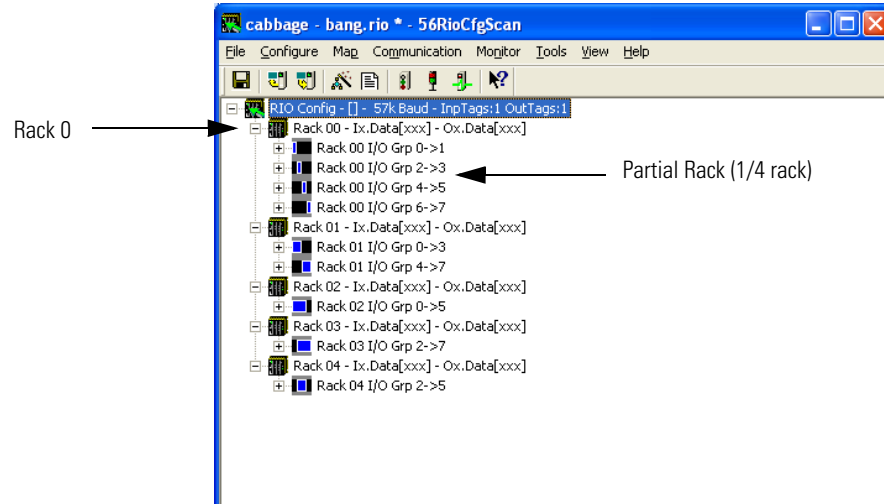 cabbage - bang.rio * - 56RioCfgScan
File Configure Map Communication Monitor Tools View Help
RIO Config - [] - 57k Baud - InpTags:1 OutTags:1
Rack 0
Rack 00 - Ix.Data[xxx] - Ox.Data[xxx]
Rack 00 I/O Grp 0->1
Rack 00 I/O Grp 2->3
Partial Rack (1/4 rack)
Rack 00 I/O Grp 4->5
Rack 00 I/O Grp 6->7
Rack 01 - Ix.Data[xxx] - Ox.Data[xxx]
Rack 01 I/O Grp 0->3
Rack 01 I/O Grp 4->7
Rack 02 - Ix.Data[xxx] - Ox.Data[xxx]
Rack 02 I/O Grp 0->5
Rack 03 - Ix.Data[xxx] - Ox.Data[xxx]
Rack 03 I/O Grp 2->7
Rack 04 - Ix.Data[xxx] - Ox.Data[xxx]
Rack 04 I/O Grp 2->5